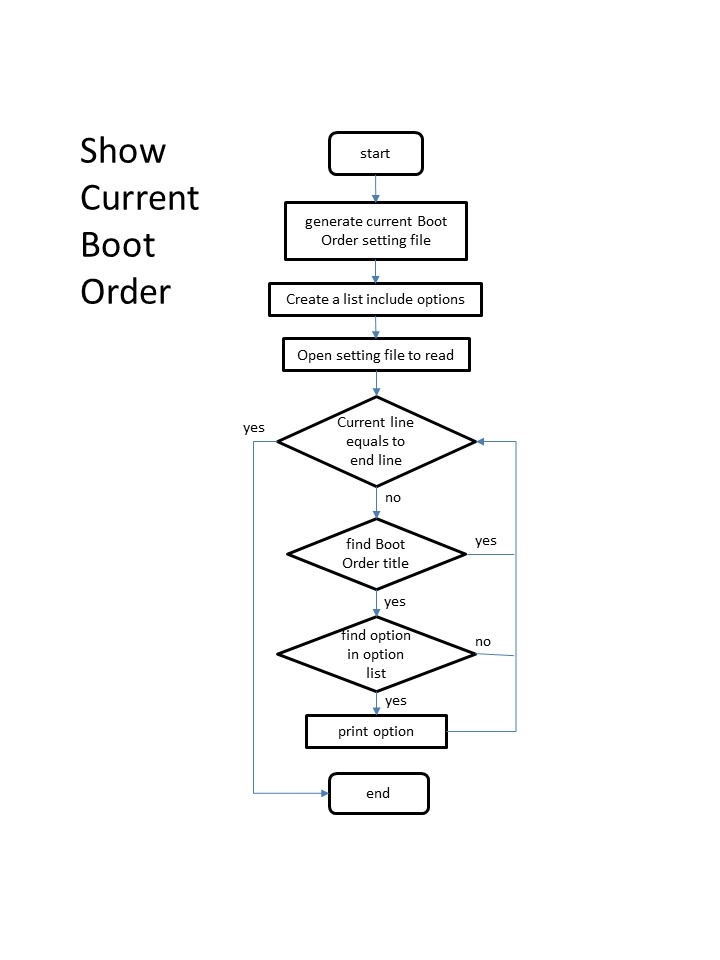 Show
Current
Boot
Order
start
generate current Boot
Order setting file
Create a list include options
Open setting file to read
yes
Current line
equals to
end line
no
find Boot
Order title
yes
yes
find option
in option
list
no
yes
print option
end